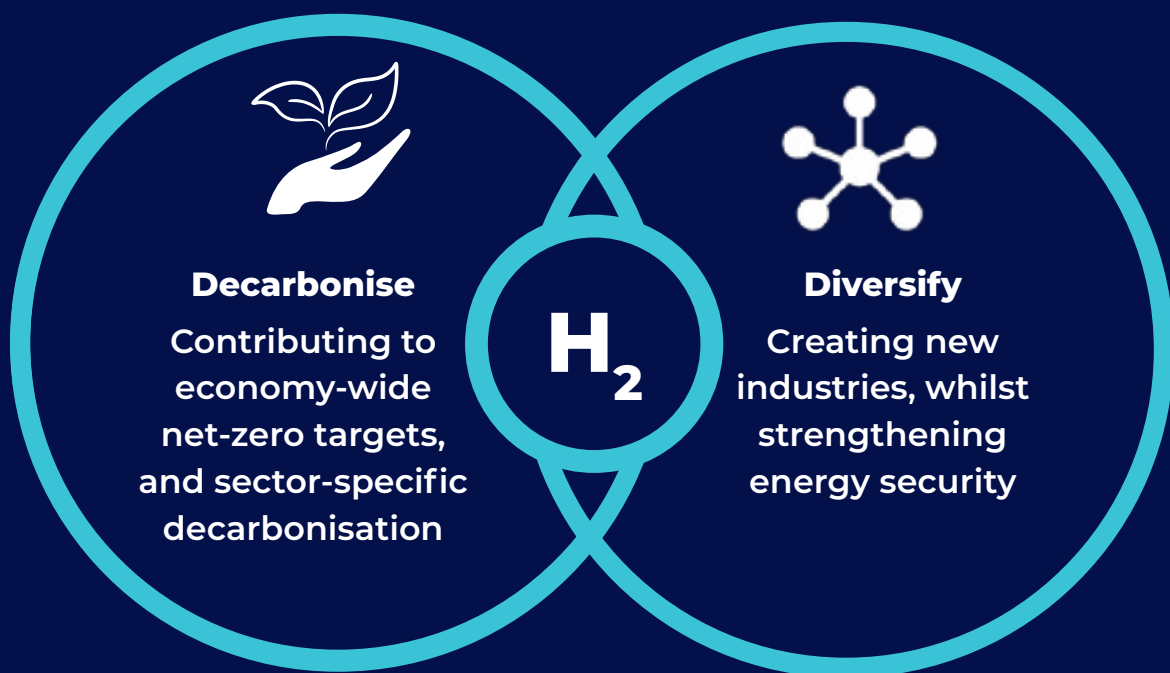 Decarbonise
Contributing to
economy-wide
net-zero targets,
and sector-specific
decarbonisation
H₂
Diversify
Creating new
industries, whilst
strengthening
energy security